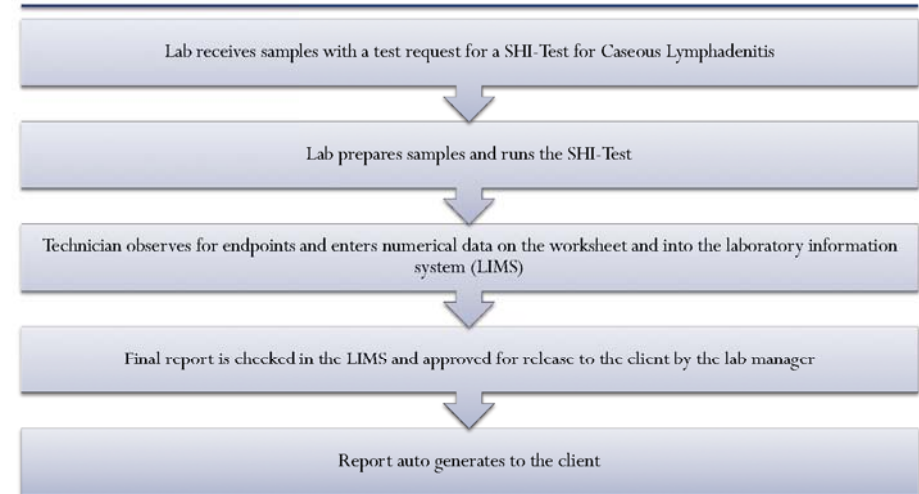 Lab receives samples with a test request for a SHI-Test for Caseous Lymphadenitis
Lab prepares samples and runs the SHI-Test
Technician observes for endpoints and enters numerical data on the worksheet and into the laboratory information
system (LIMS)
Final report is checked in the LIMS and approved for release to the client by the lab manager
Report auto generates to the client